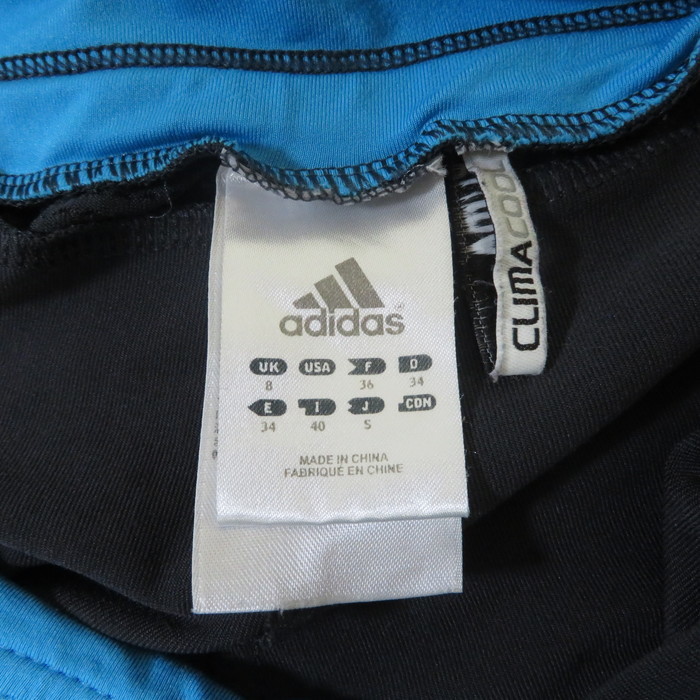 adidas
UK USA F D
8 36 34
E I J CDN
34 40 S
MADE IN CHINA
FABRIQUÉ EN CHINE
CLIMACOOL